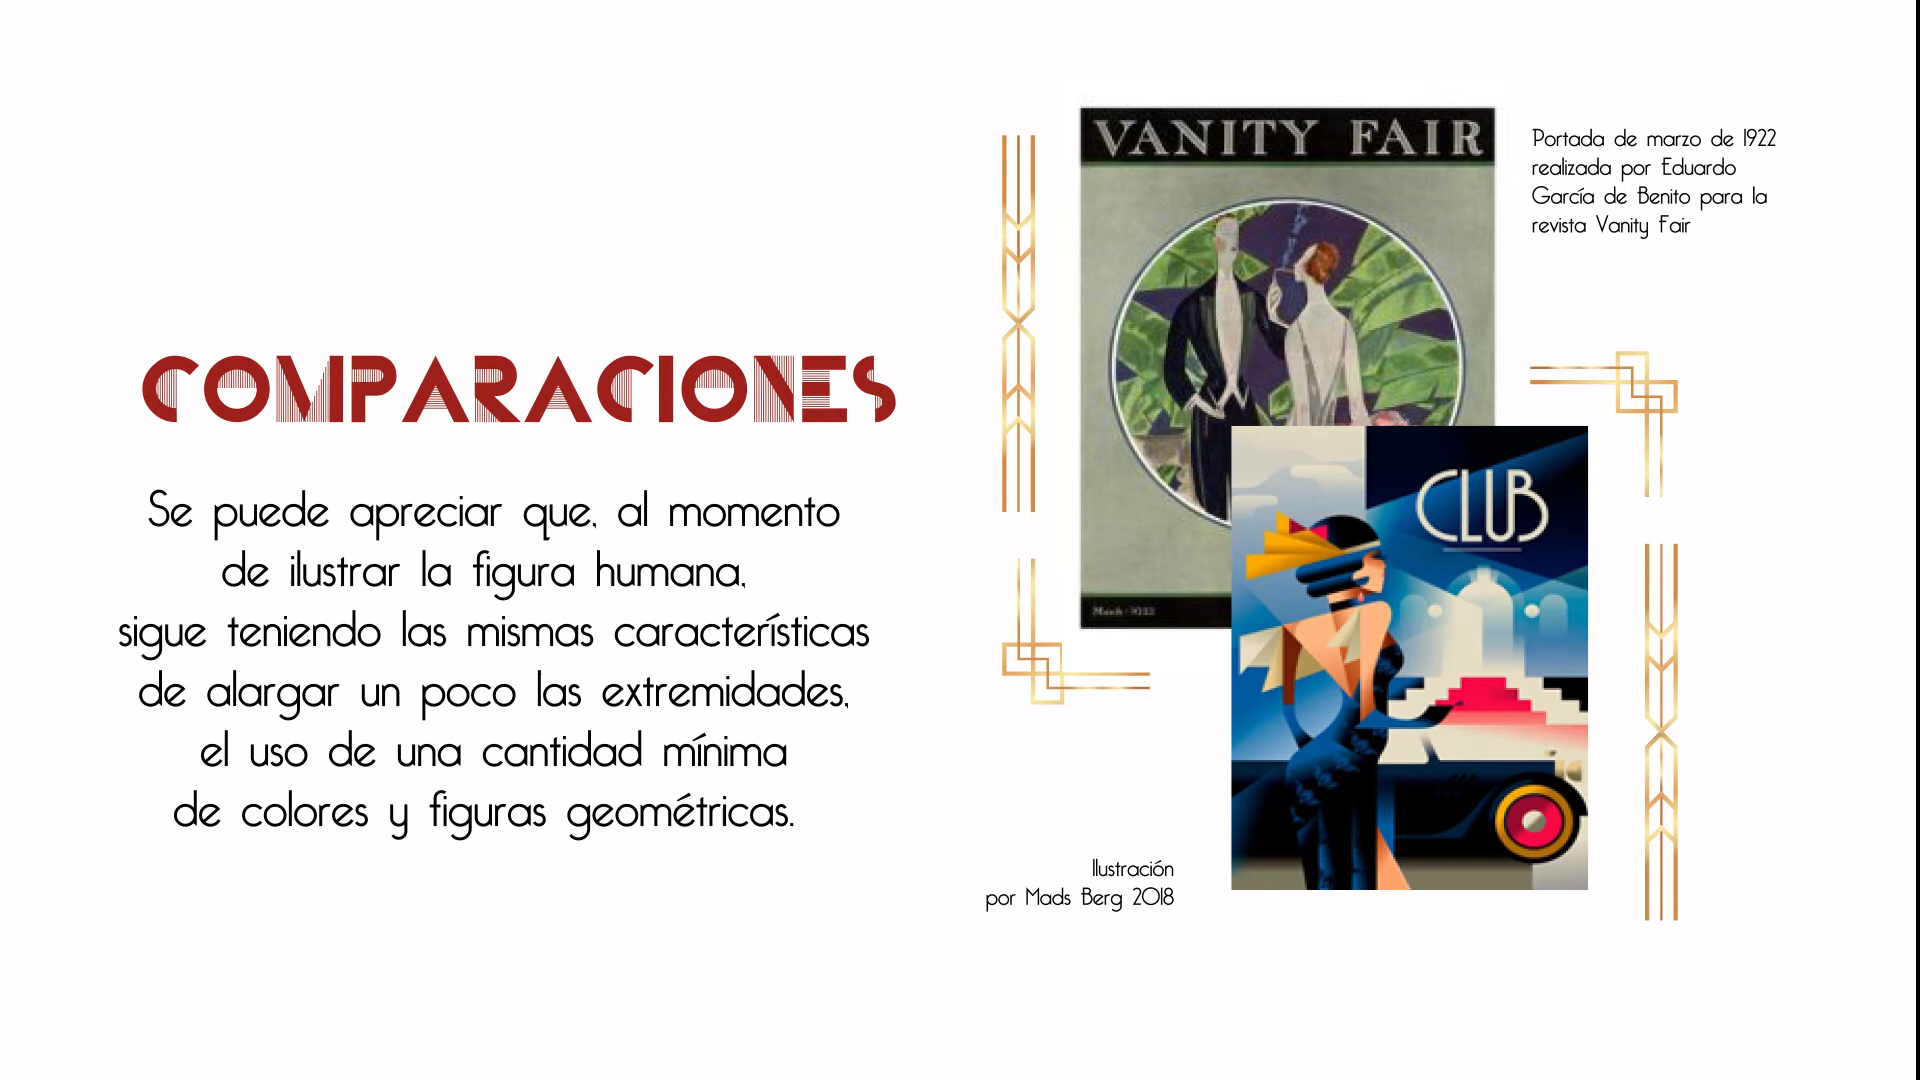 COMPARACIONES
Se puede apreciar que, al momento
de ilustrar la figura humana,
sigue teniendo las mismas características
de alargar un poco las extremidades,
el uso de una cantidad mínima
de colores y figuras geométricas.
VANITY FAIR
March - 1922
Portada de marzo de 1922
realizada por Eduardo
García de Benito para la
revista Vanity Fair
CLUB
Ilustración
por Mads Berg 2018